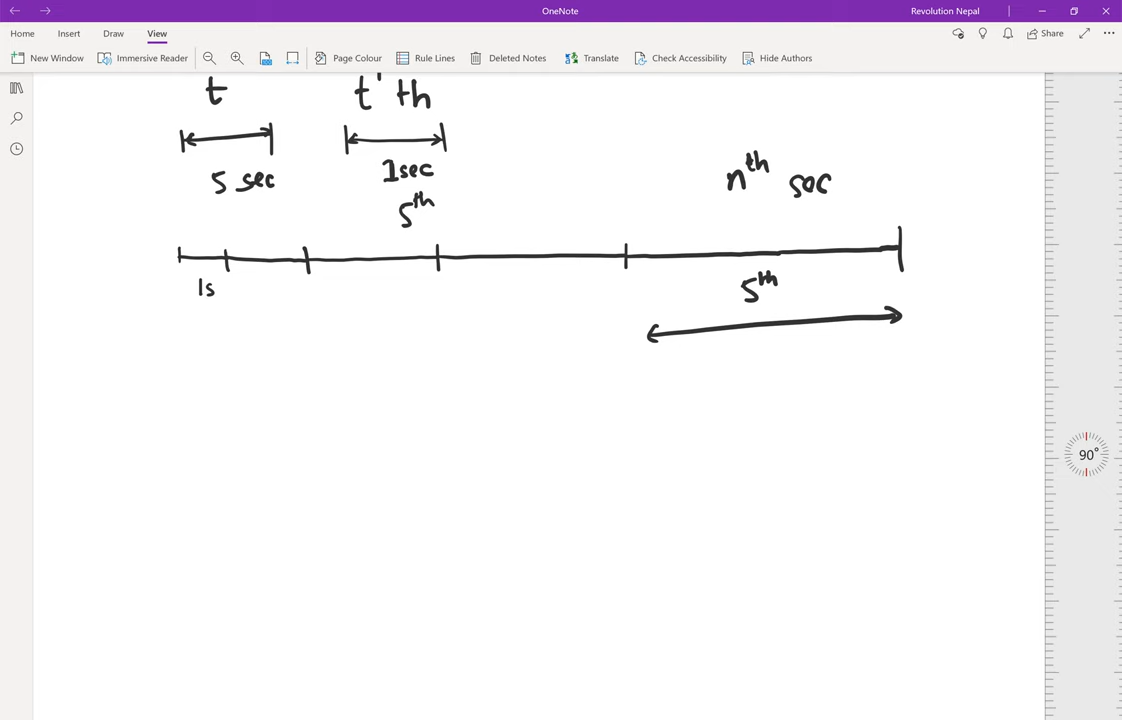 OneNote
Revolution Nepal
Home Insert Draw View
Share
New Window Immersive Reader Page Colour Rule Lines Deleted Notes Translate Check Accessibility Hide Authors
t t' th
5 sec 1sec
5th
nth sec
1s
5th
90°